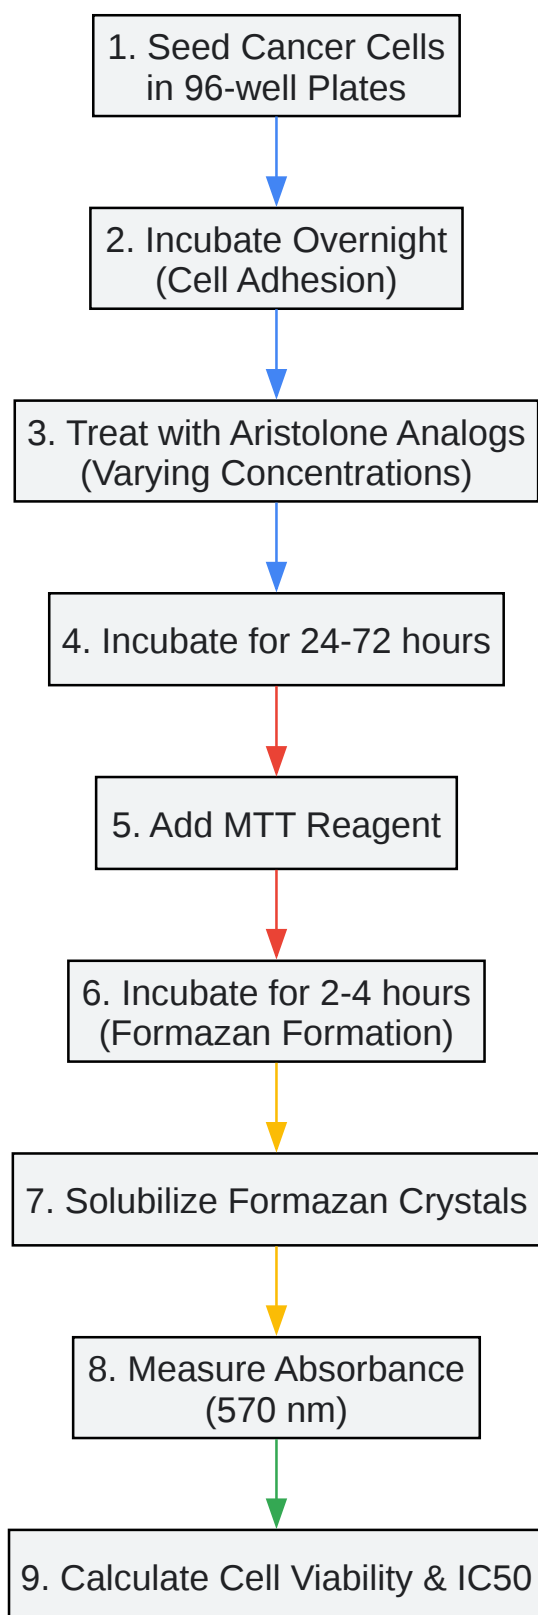 1. Seed Cancer Cells
in 96-well Plates
2. Incubate Overnight
(Cell Adhesion)
3. Treat with Aristolone Analogs
(Varying Concentrations)
4. Incubate for 24-72 hours
5. Add MTT Reagent
6. Incubate for 2-4 hours
(Formazan Formation)
7. Solubilize Formazan Crystals
8. Measure Absorbance
(570 nm)
9. Calculate Cell Viability & IC50